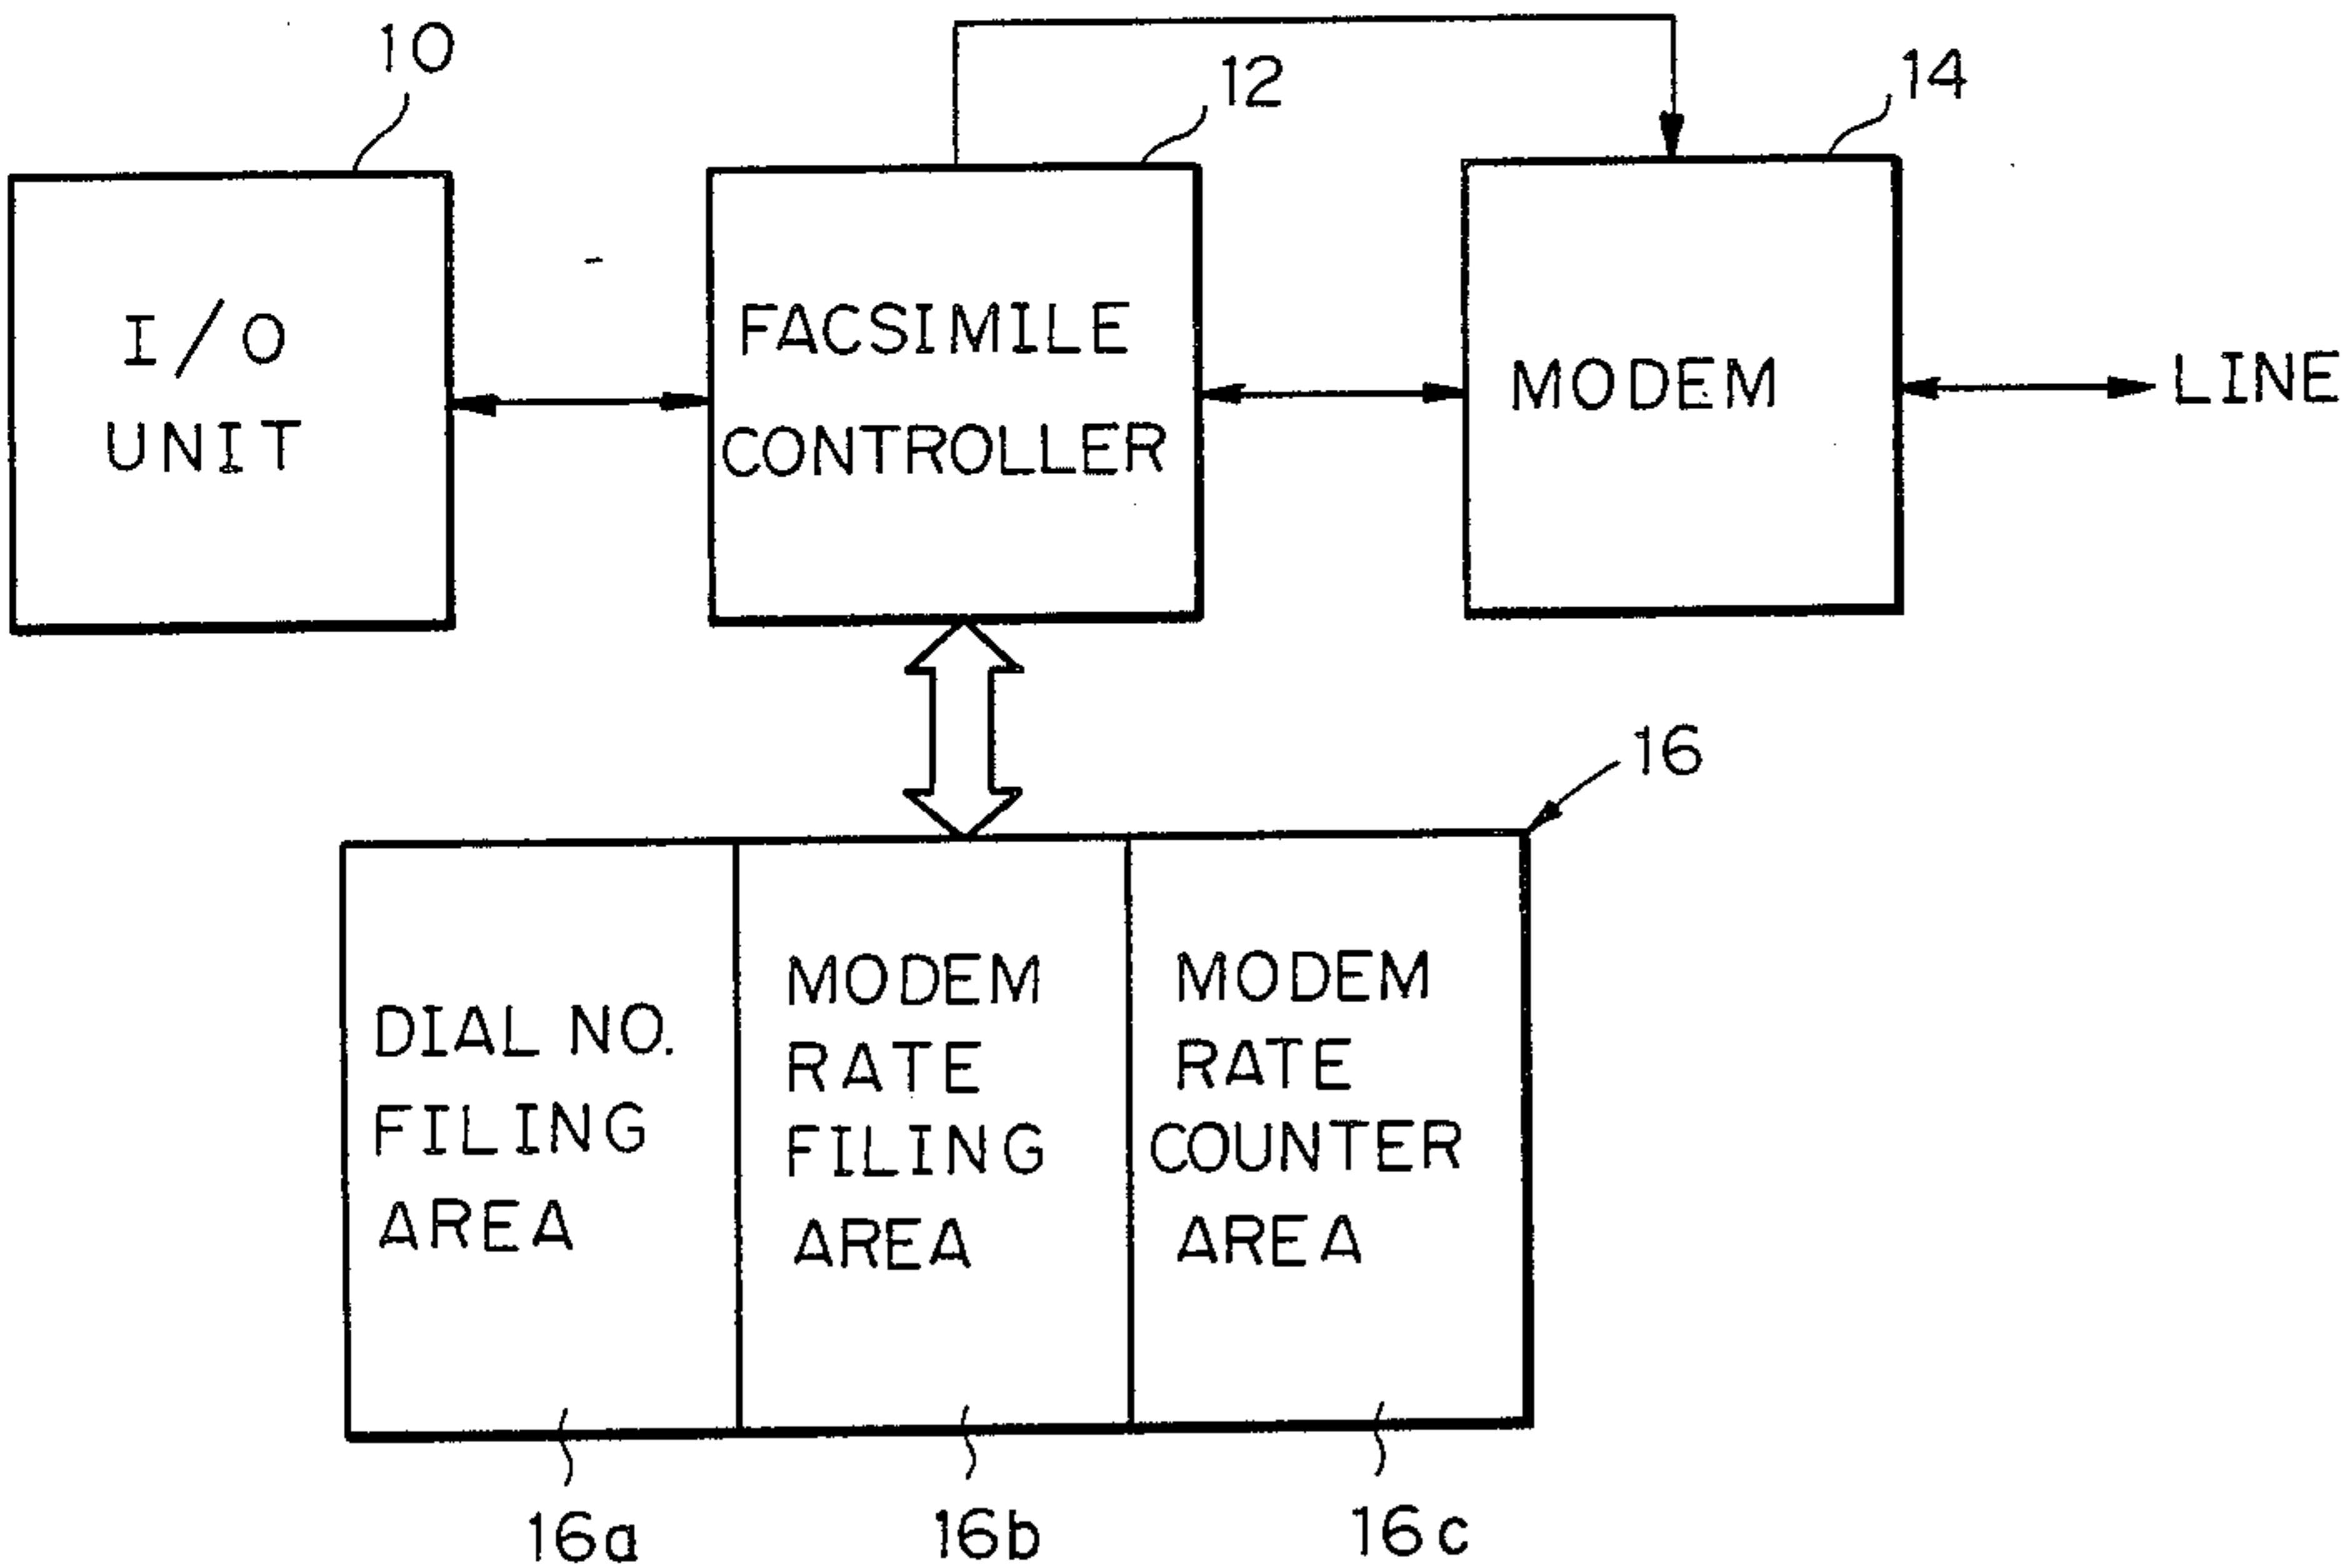 10
12
14
I/O
UNIT
FACSIMILE
CONTROLLER
MODEM
LINE
16
DIAL NO.
FILING
AREA
MODEM
RATE
FILING
AREA
MODEM
RATE
COUNTER
AREA
16a
16b
16c